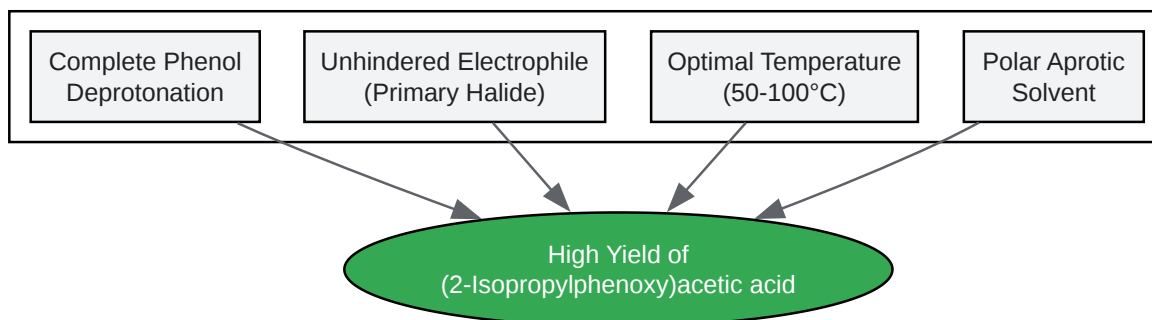 Complete Phenol
Deprotonation
Unhindered Electrophile
(Primary Halide)
Optimal Temperature
(50-100°C)
Polar Aprotic
Solvent
High Yield of
(2-Isopropylphenoxy)acetic acid